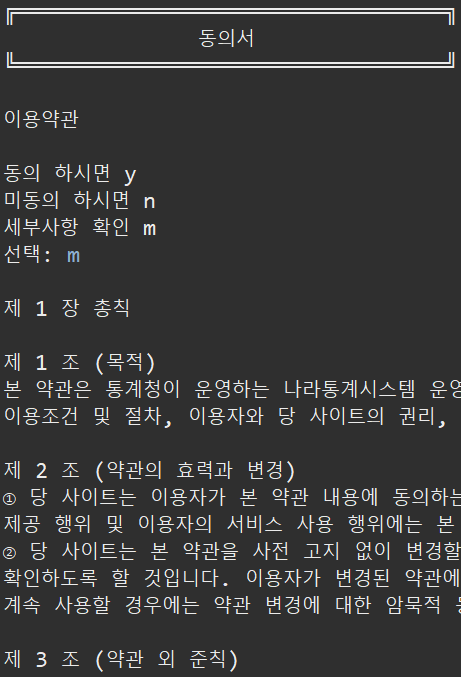 동의서
이용약관
동의 하시면 y
미동의 하시면 n
세부사항 확인 m
선택: m
제 1 장 총칙
제 1 조 (목적)
본 약관은 통계청이 운영하는 나라통계시스템 운영
이용조건 및 절차, 이용자와 당 사이트의 권리,
제 2 조 (약관의 효력과 변경)
① 당 사이트는 이용자가 본 약관 내용에 동의하는
제공 행위 및 이용자의 서비스 사용 행위에는 본
② 당 사이트는 본 약관을 사전 고지 없이 변경할
확인하도록 할 것입니다. 이용자가 변경된 약관에
계속 사용할 경우에는 약관 변경에 대한 암묵적
제 3 조 (약관 외 준칙)